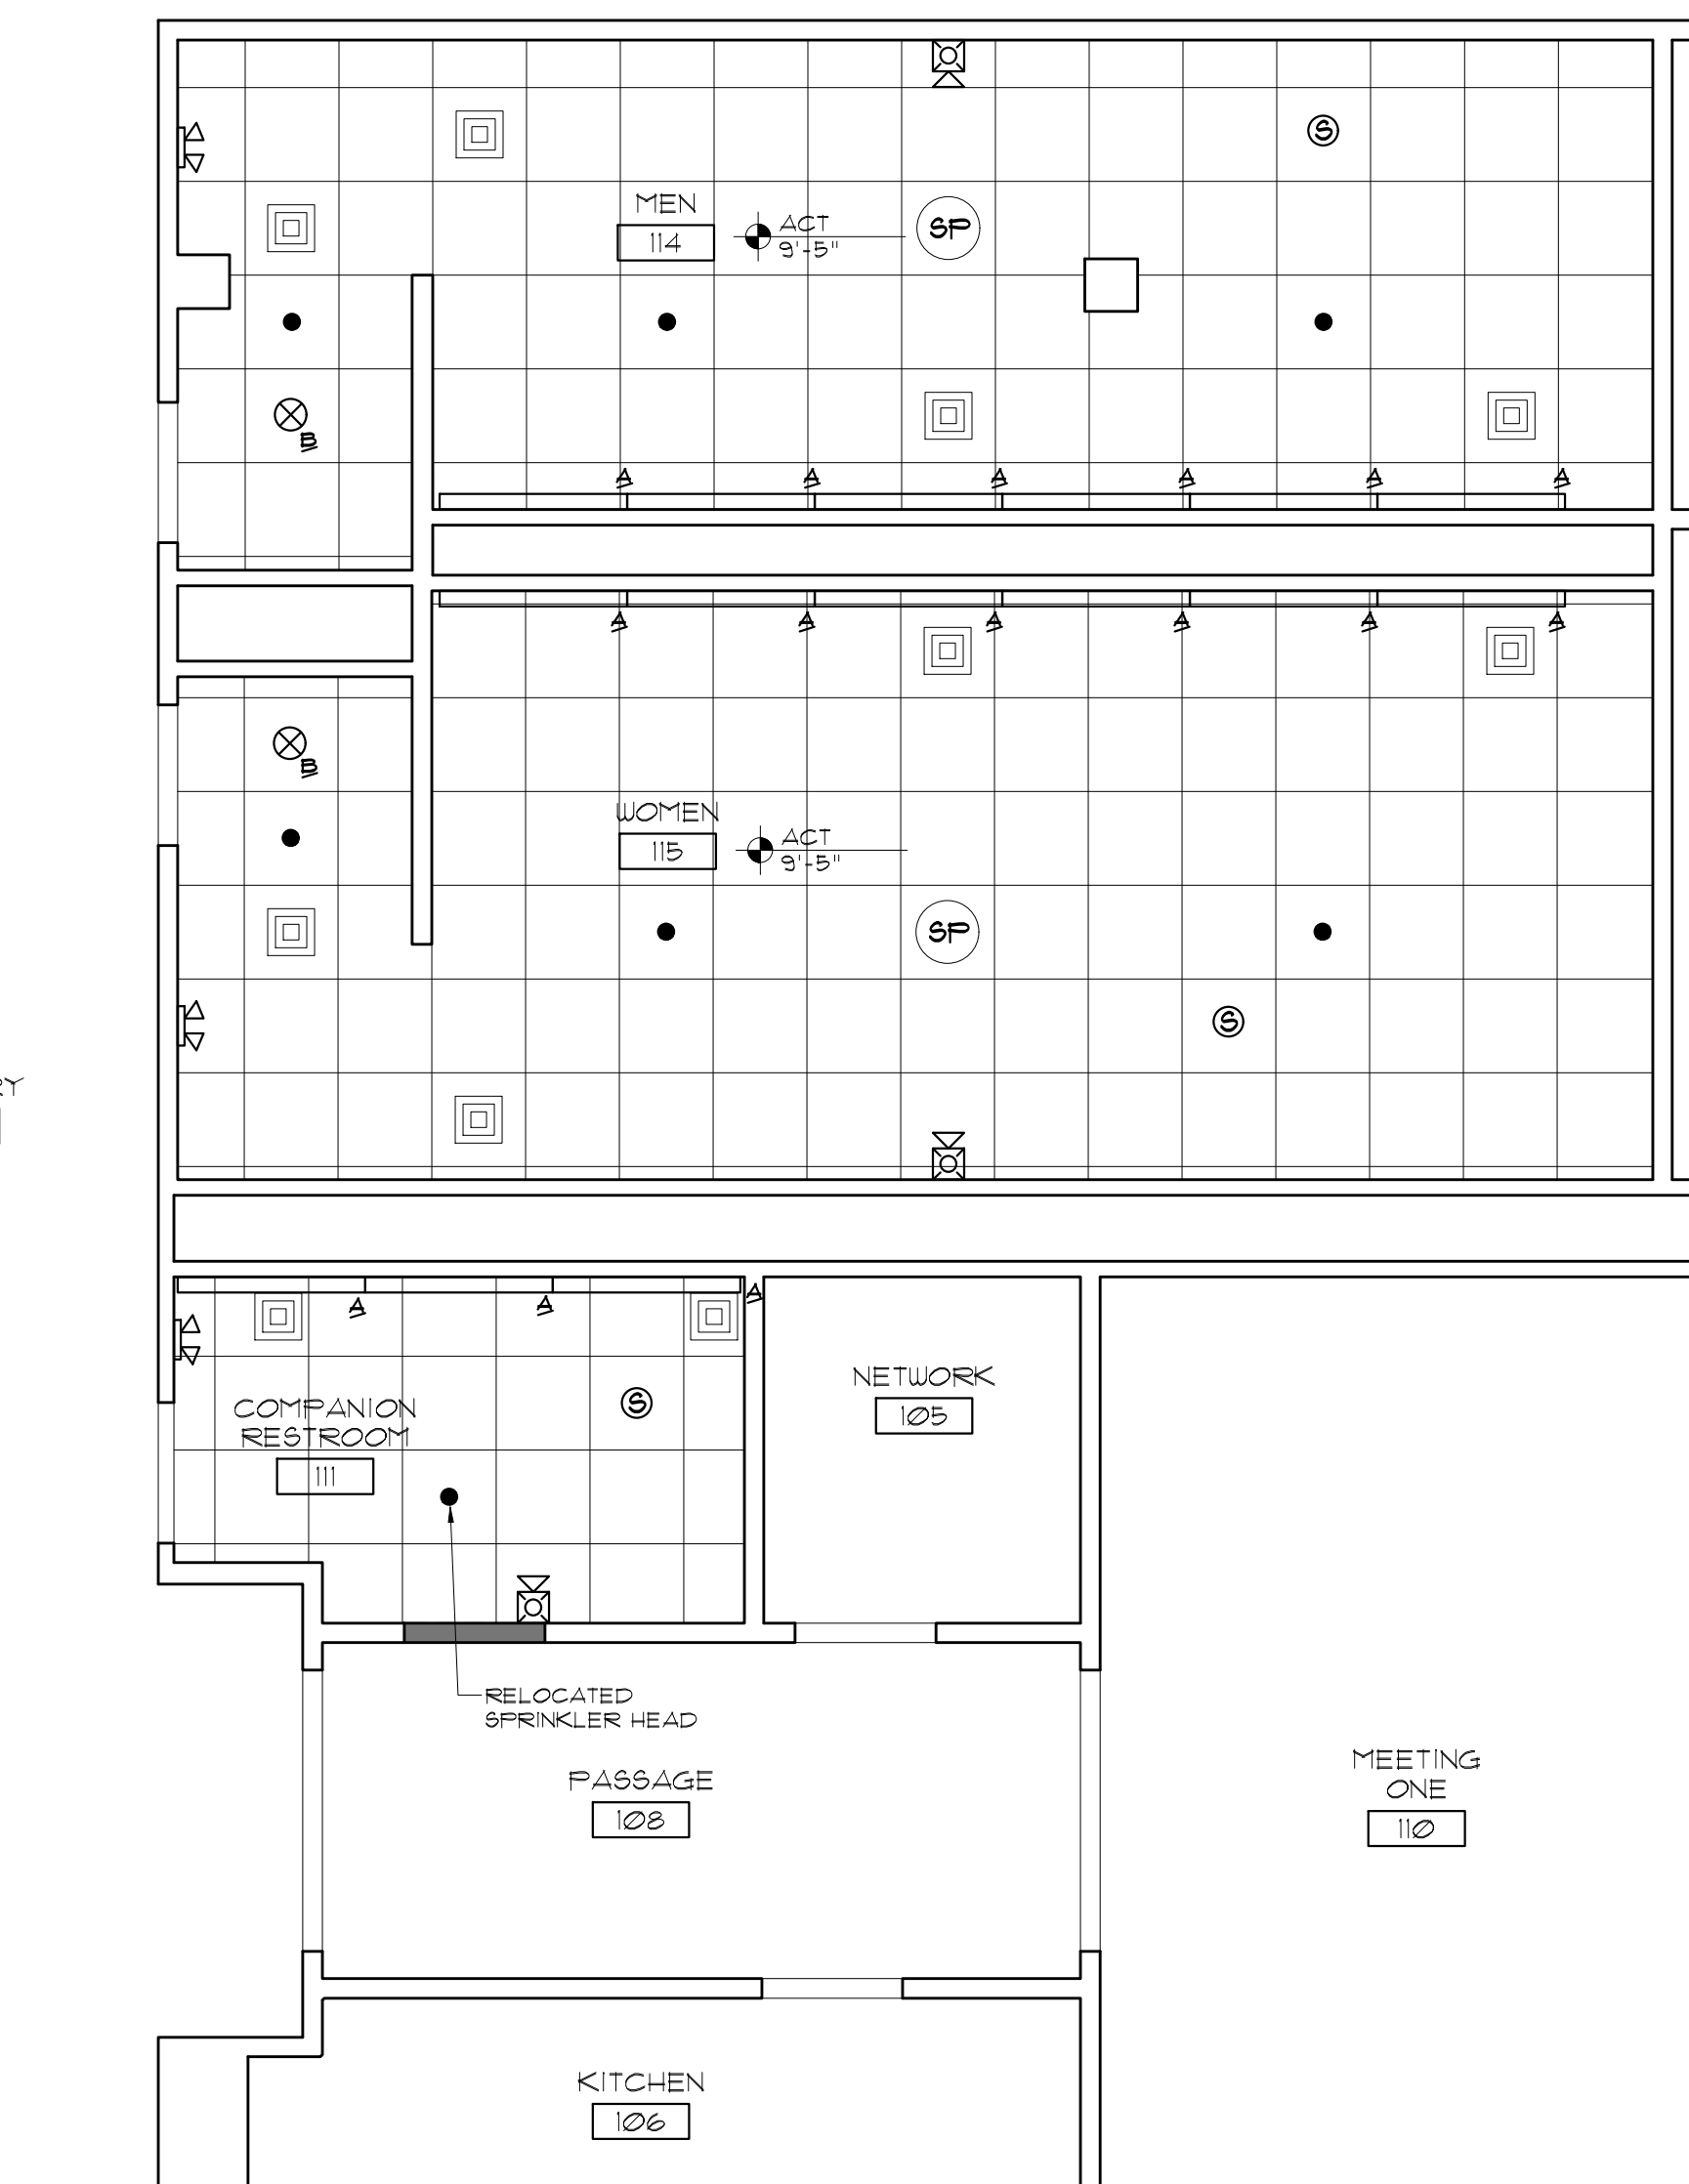 S
MEN
114
ACT
9'-5"
SP
B
A A A A A A
A A A A A A
B
WOMEN
115
ACT
9'-5"
SP
S
RY
A A A
COMPANION
RESTROOM
111
S
NETWORK
105
RELOCATED
SPRINKLER HEAD
PASSAGE
108
MEETING
ONE
110
KITCHEN
106